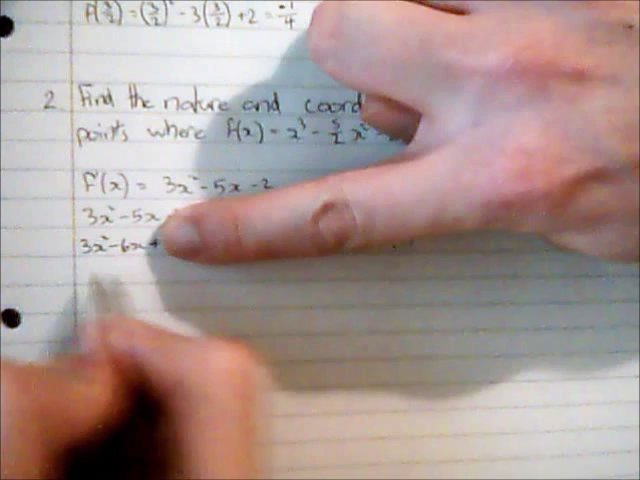 f(3/2) = (3/2)² - 3(3/2) + 2 = -1/4
2 Find the nature and coord
points where f(x) = x³ - 5/2 x²
f'(x) = 3x² - 5x - 2
3x² - 5x
3x² - 6x +